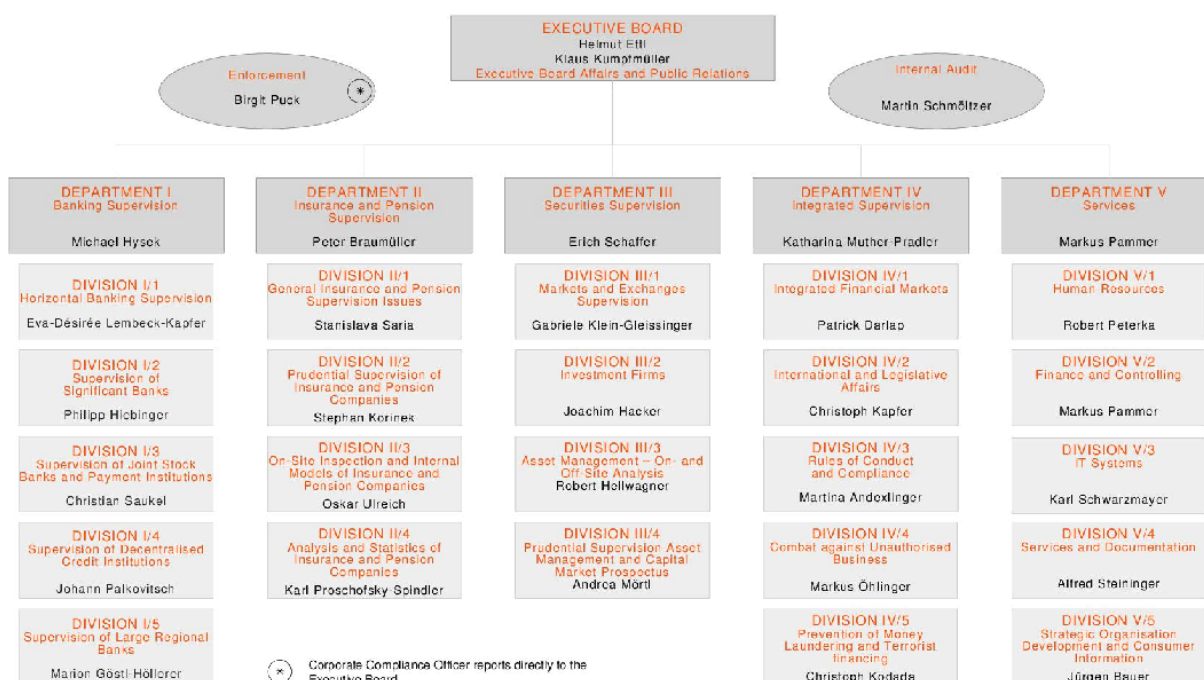 EXECUTIVE BOARD
Helmut Ettl
Klaus Kumpfmüller
Executive Board Affairs and Public Relations
Enforcement
Birgit Puck
*
Internal Audit
Martin Schmöltzer
DEPARTMENT I
Banking Supervision
Michael Hysek
DIVISION I/1
Horizontal Banking Supervision
Eva-Désirée Lembeck-Kapfer
DIVISION I/2
Supervision of
Significant Banks
Philipp Hiebinger
DIVISION I/3
Supervision of Joint Stock
Banks and Payment Institutions
Christian Saukel
DIVISION I/4
Supervision of Decentralised
Credit Institutions
Johann Palkovitsch
DIVISION I/5
Supervision of Large Regional
Banks
Marion Göstl-Höllerer
DEPARTMENT II
Insurance and Pension
Supervision
Peter Braumüller
DIVISION II/1
General Insurance and Pension
Supervision Issues
Stanislava Saria
DIVISION II/2
Prudential Supervision of
Insurance and Pension
Companies
Stephan Korinek
DIVISION II/3
On-Site Inspection and Internal
Models of Insurance and
Pension Companies
Oskar Ulreich
DIVISION II/4
Analysis and Statistics of
Insurance and Pension
Companies
Karl Proschofsky-Spindler
DEPARTMENT III
Securities Supervision
Erich Schaffer
DIVISION III/1
Markets and Exchanges
Supervision
Gabriele Klein-Gleissinger
DIVISION III/2
Investment Firms
Joachim Hacker
DIVISION III/3
Asset Management – On- and
Off-Site Analysis
Robert Hellwagner
DIVISION III/4
Prudential Supervision Asset
Management and Capital
Market Prospectus
Andrea Mörtl
DEPARTMENT IV
Integrated Supervision
Katharina Muther-Pradler
DIVISION IV/1
Integrated Financial Markets
Patrick Darlap
DIVISION IV/2
International and Legislative
Affairs
Christoph Kapfer
DIVISION IV/3
Rules of Conduct
and Compliance
Martina Andexlinger
DIVISION IV/4
Combat against Unauthorised
Business
Markus Öhlinger
DIVISION IV/5
Prevention of Money
Laundering and Terrorist
financing
Christoph Kodada
DEPARTMENT V
Services
Markus Pammer
DIVISION V/1
Human Resources
Robert Peterka
DIVISION V/2
Finance and Controlling
Markus Pammer
DIVISION V/3
IT Systems
Karl Schwarzmayer
DIVISION V/4
Services and Documentation
Alfred Steininger
DIVISION V/5
Strategic Organisation
Development and Consumer
Information
Jürgen Bauer
* Corporate Compliance Officer reports directly to the
Executive Board